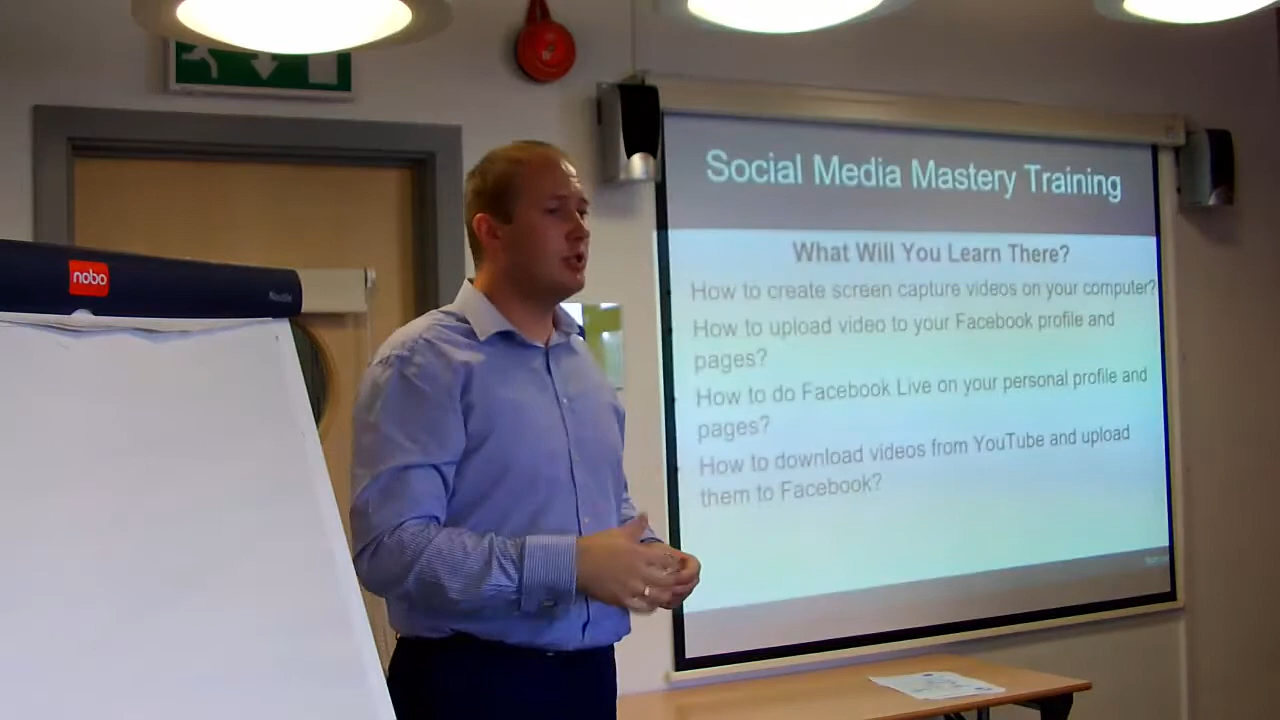 nobo
Social Media Mastery Training
What Will You Learn There?
How to create screen capture videos on your computer?
How to upload video to your Facebook profile and
pages?
How to do Facebook Live on your personal profile and
pages?
How to download videos from YouTube and upload
them to Facebook?